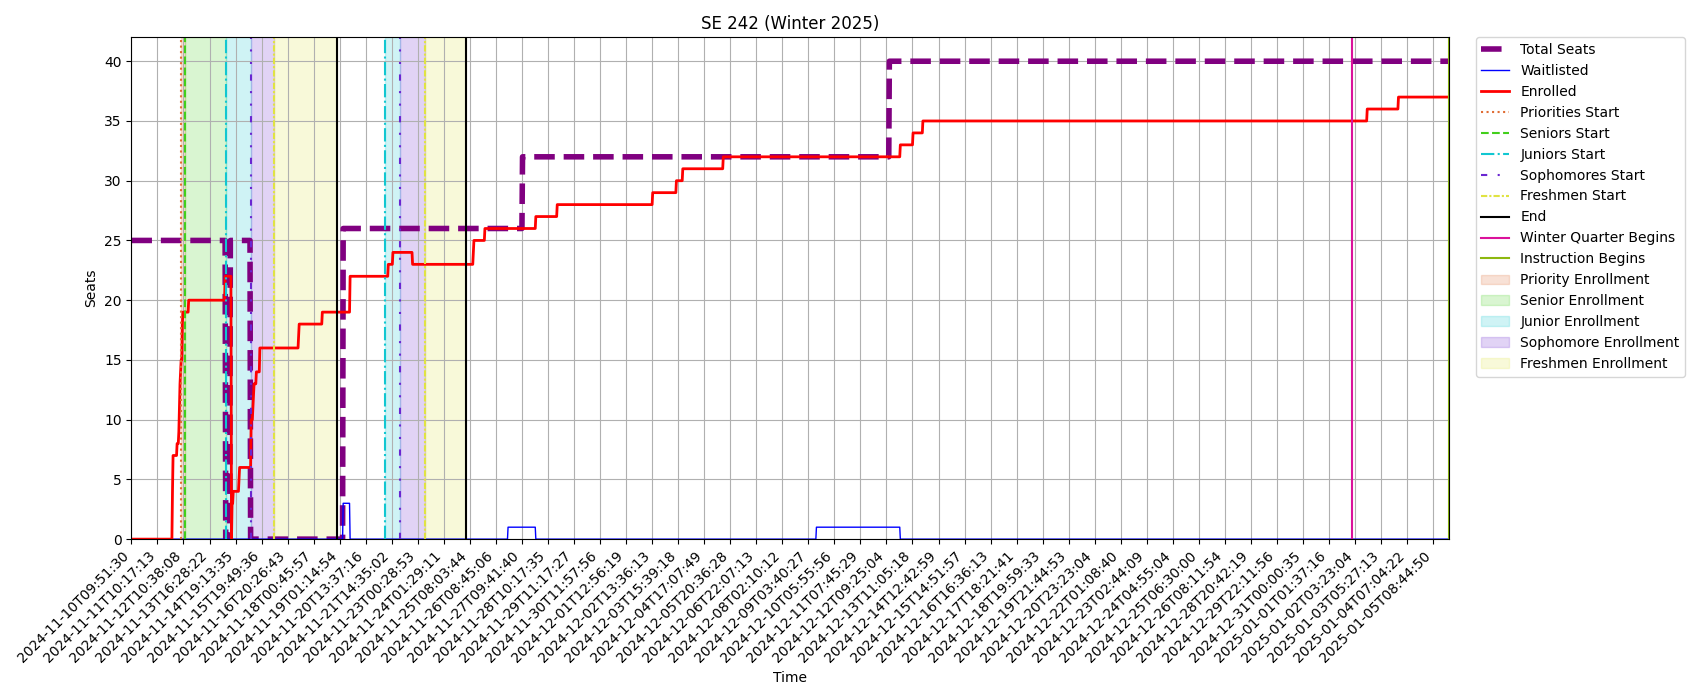 SE 242 (Winter 2025)
Seats
40
35
30
25
20
15
10
5
0
2024-11-10T09:51:30
2024-11-11T10:17:13
2024-11-12T10:38:08
2024-11-13T16:28:22
2024-11-14T19:13:35
2024-11-15T19:49:36
2024-11-16T20:26:43
2024-11-18T00:45:57
2024-11-19T01:14:54
2024-11-20T13:37:16
2024-11-21T14:35:02
2024-11-23T00:28:53
2024-11-24T01:29:11
2024-11-25T08:03:44
2024-11-26T08:45:06
2024-11-27T09:41:40
2024-11-28T10:17:35
2024-11-29T11:17:27
2024-11-30T11:57:56
2024-12-01T12:56:19
2024-12-02T13:36:13
2024-12-03T15:39:18
2024-12-04T17:07:49
2024-12-05T20:36:28
2024-12-06T22:07:13
2024-12-08T02:10:12
2024-12-09T03:40:27
2024-12-10T05:55:56
2024-12-11T07:45:29
2024-12-12T09:25:04
2024-12-13T11:05:18
2024-12-14T12:42:59
2024-12-15T14:51:57
2024-12-16T16:36:13
2024-12-17T18:21:41
2024-12-18T19:59:33
2024-12-19T21:44:53
2024-12-20T23:23:04
2024-12-22T01:08:40
2024-12-23T02:44:09
2024-12-24T04:55:04
2024-12-25T06:30:00
2024-12-26T08:11:54
2024-12-28T20:42:19
2024-12-29T22:11:56
2024-12-31T00:00:35
2025-01-01T01:37:16
2025-01-02T03:23:04
2025-01-03T05:27:13
2025-01-04T07:04:22
2025-01-05T08:44:50
Time
Total Seats
Waitlisted
Enrolled
Priorities Start
Seniors Start
Juniors Start
Sophomores Start
Freshmen Start
End
Winter Quarter Begins
Instruction Begins
Priority Enrollment
Senior Enrollment
Junior Enrollment
Sophomore Enrollment
Freshmen Enrollment